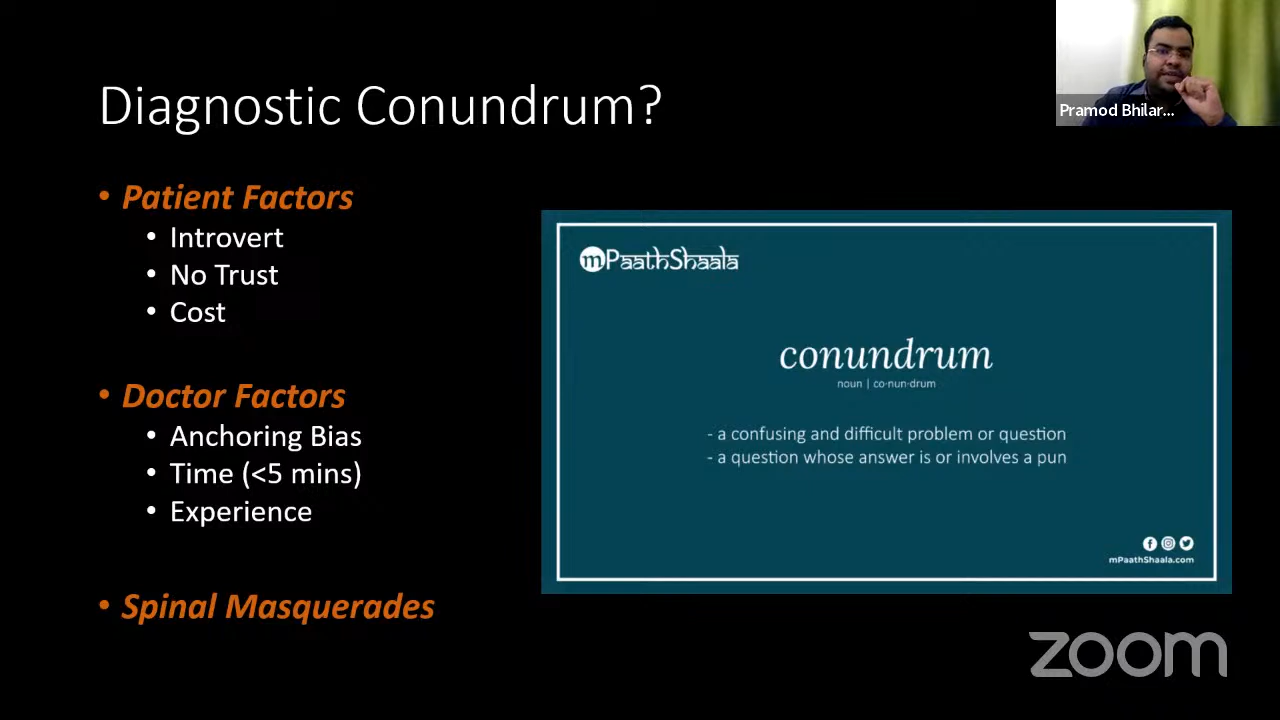 Diagnostic Conundrum?
Pramod Bhilar...
• Patient Factors
• Introvert
• No Trust
• Cost
• Doctor Factors
• Anchoring Bias
• Time (<5 mins)
• Experience
• Spinal Masquerades
mPaathShaala
conundrum
noun | co·nun·drum
- a confusing and difficult problem or question
- a question whose answer is or involves a pun
mPaathShaala.com
zoom